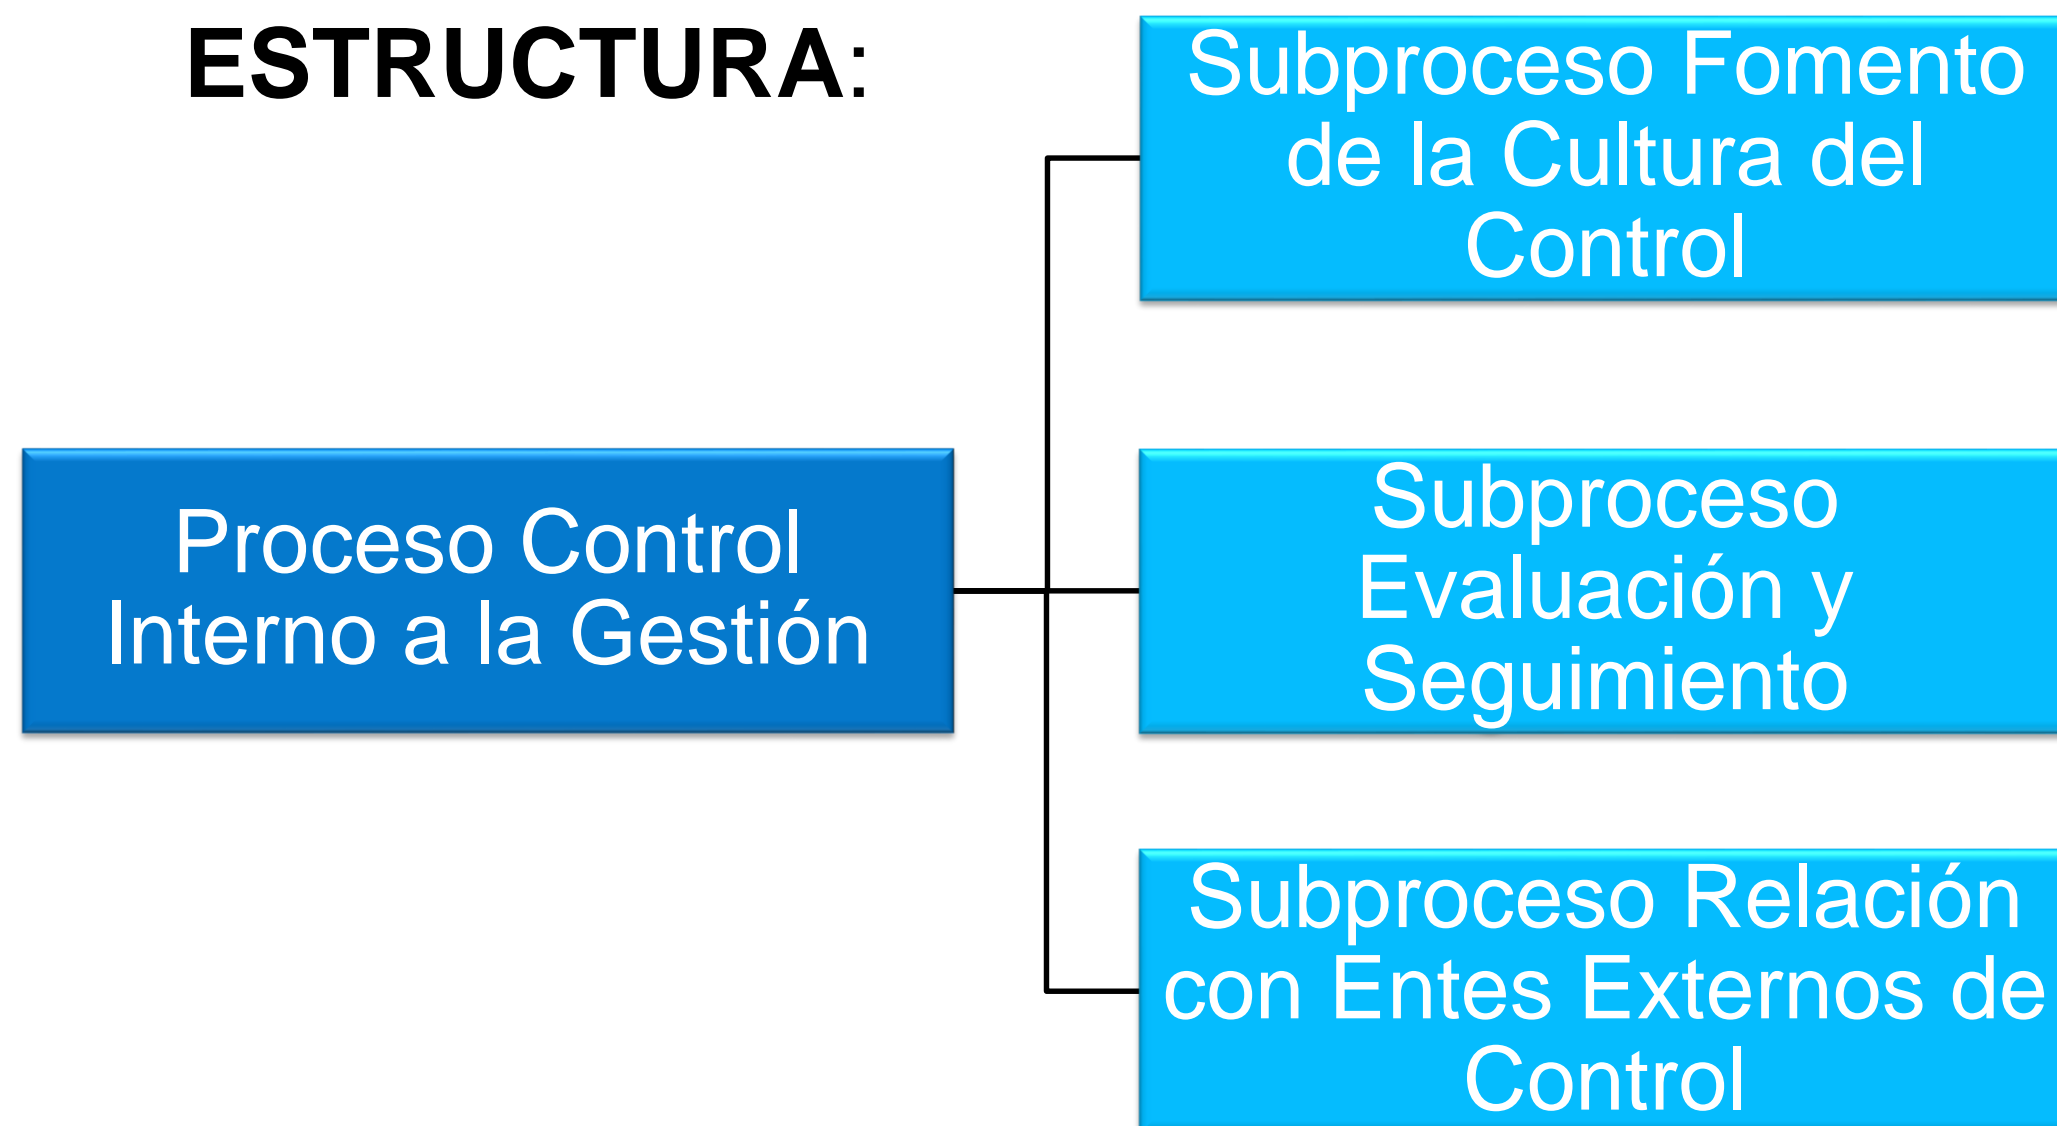 ESTRUCTURA:
Subproceso Fomento
de la Cultura del
Control
Proceso Control
Interno a la Gestión
Subproceso
Evaluación y
Seguimiento
Subproceso Relación
con Entes Externos de
Control